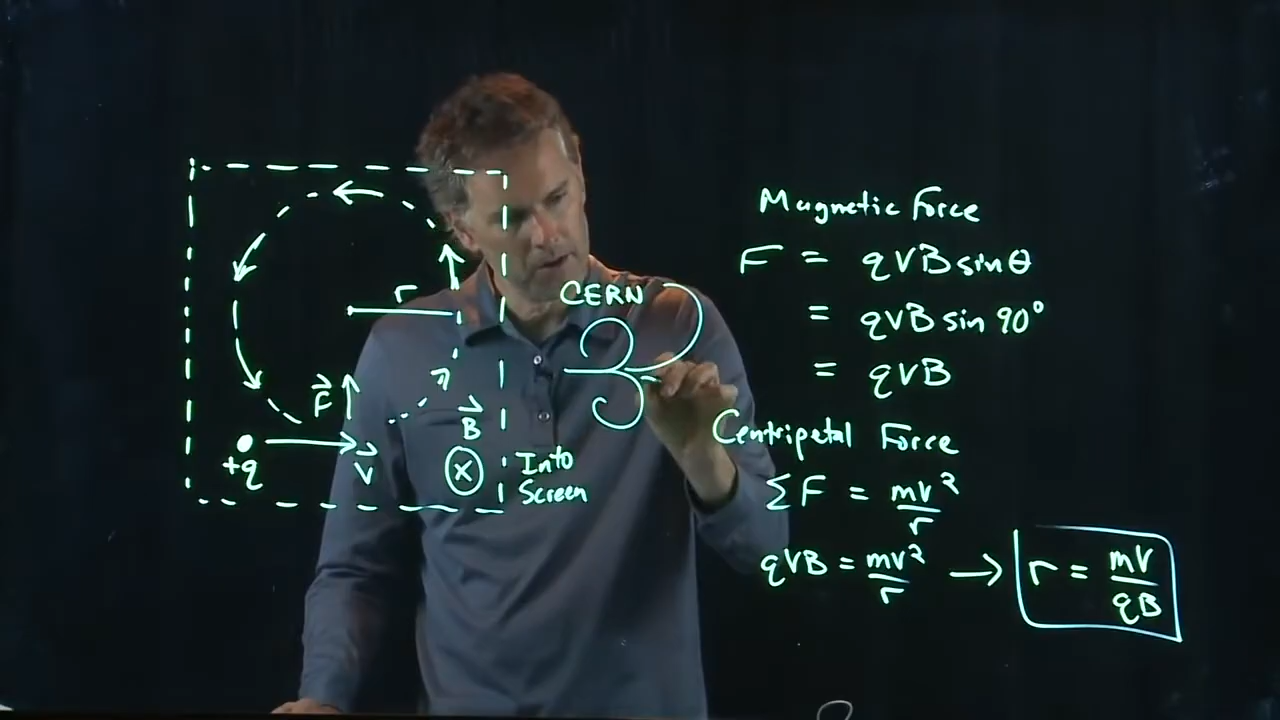 r
F
+q
V
B
X
Into
Screen
CERN
Magnetic Force
F = qVB sin θ
= qVB sin 90°
= qVB
Centripetal Force
ΣF = mv²/r
qVB = mv²/r → r = mV/qB